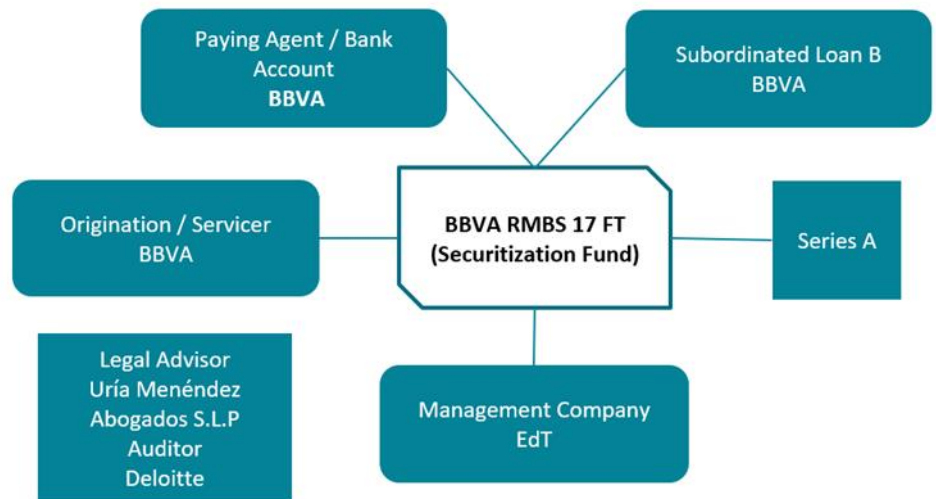 Paying Agent / Bank
Account
BBVA
Subordinated Loan B
BBVA
Origination / Servicer
BBVA
BBVA RMBS 17 FT
(Securitization Fund)
Series A
Legal Advisor
Uría Menéndez
Abogados S.L.P
Auditor
Deloitte
Management Company
EdT